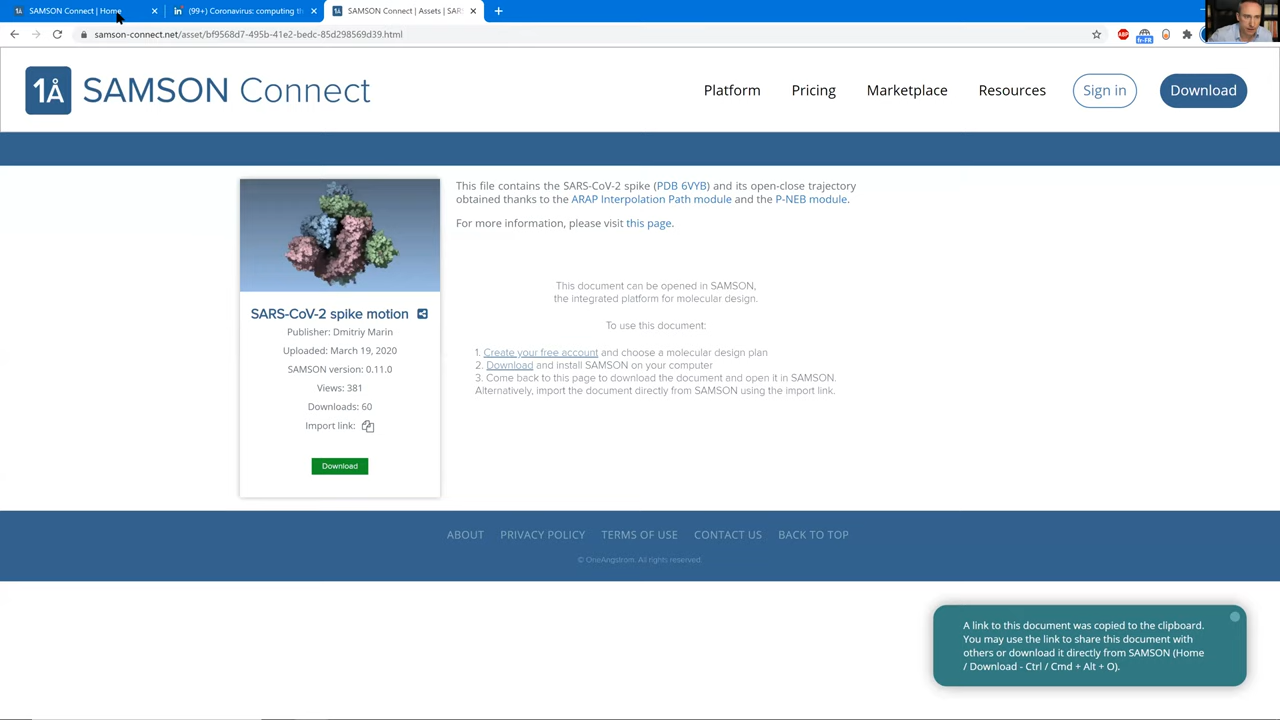 SAMSON Connect | Home
in (99+) Coronavirus: computing th
SAMSON Connect | Assets | SAR
samson-connect.net/asset/bf9568d7-495b-41e2-bedc-85d298569d39.html
ABP
fr-FR
1Å SAMSON Connect
Platform
Pricing
Marketplace
Resources
Sign in
Download
This file contains the SARS-CoV-2 spike (PDB 6VYB) and its open-close trajectory
obtained thanks to the ARAP Interpolation Path module and the P-NEB module.
For more information, please visit this page.
This document can be opened in SAMSON,
the integrated platform for molecular design.
To use this document:
1. Create your free account and choose a molecular design plan
2. Download and install SAMSON on your computer
3. Come back to this page to download the document and open it in SAMSON.
Alternatively, import the document directly from SAMSON using the import link.
SARS-CoV-2 spike motion
Publisher: Dmitriy Marin
Uploaded: March 19, 2020
SAMSON version: 0.11.0
Views: 381
Downloads: 60
Import link:
Download
ABOUT
PRIVACY POLICY
TERMS OF USE
CONTACT US
BACK TO TOP
© OneAngstrom. All rights reserved.
A link to this document was copied to the clipboard.
You may use the link to share this document with
others or download it directly from SAMSON (Home
/ Download - Ctrl / Cmd + Alt + O).